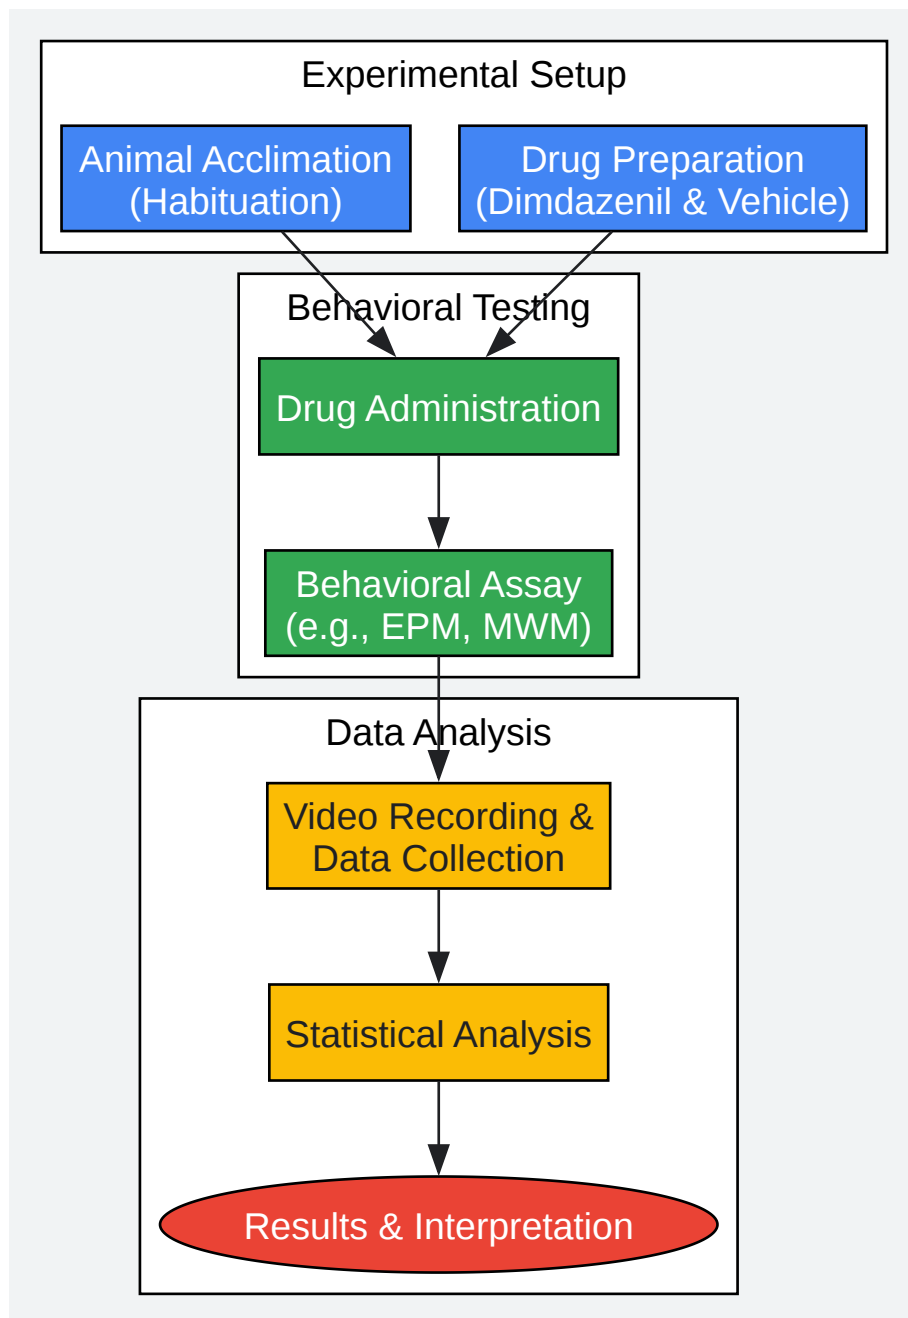 Experimental Setup
Animal Acclimation
(Habituation)
Drug Preparation
(Dimdazenil & Vehicle)
Behavioral Testing
Drug Administration
Behavioral Assay
(e.g., EPM, MWM)
Data Analysis
Video Recording &
Data Collection
Statistical Analysis
Results & Interpretation